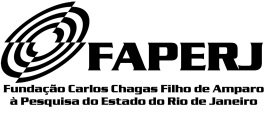 FAPERJ
Fundação Carlos Chagas Filho de Amparo
à Pesquisa do Estado do Rio de Janeiro